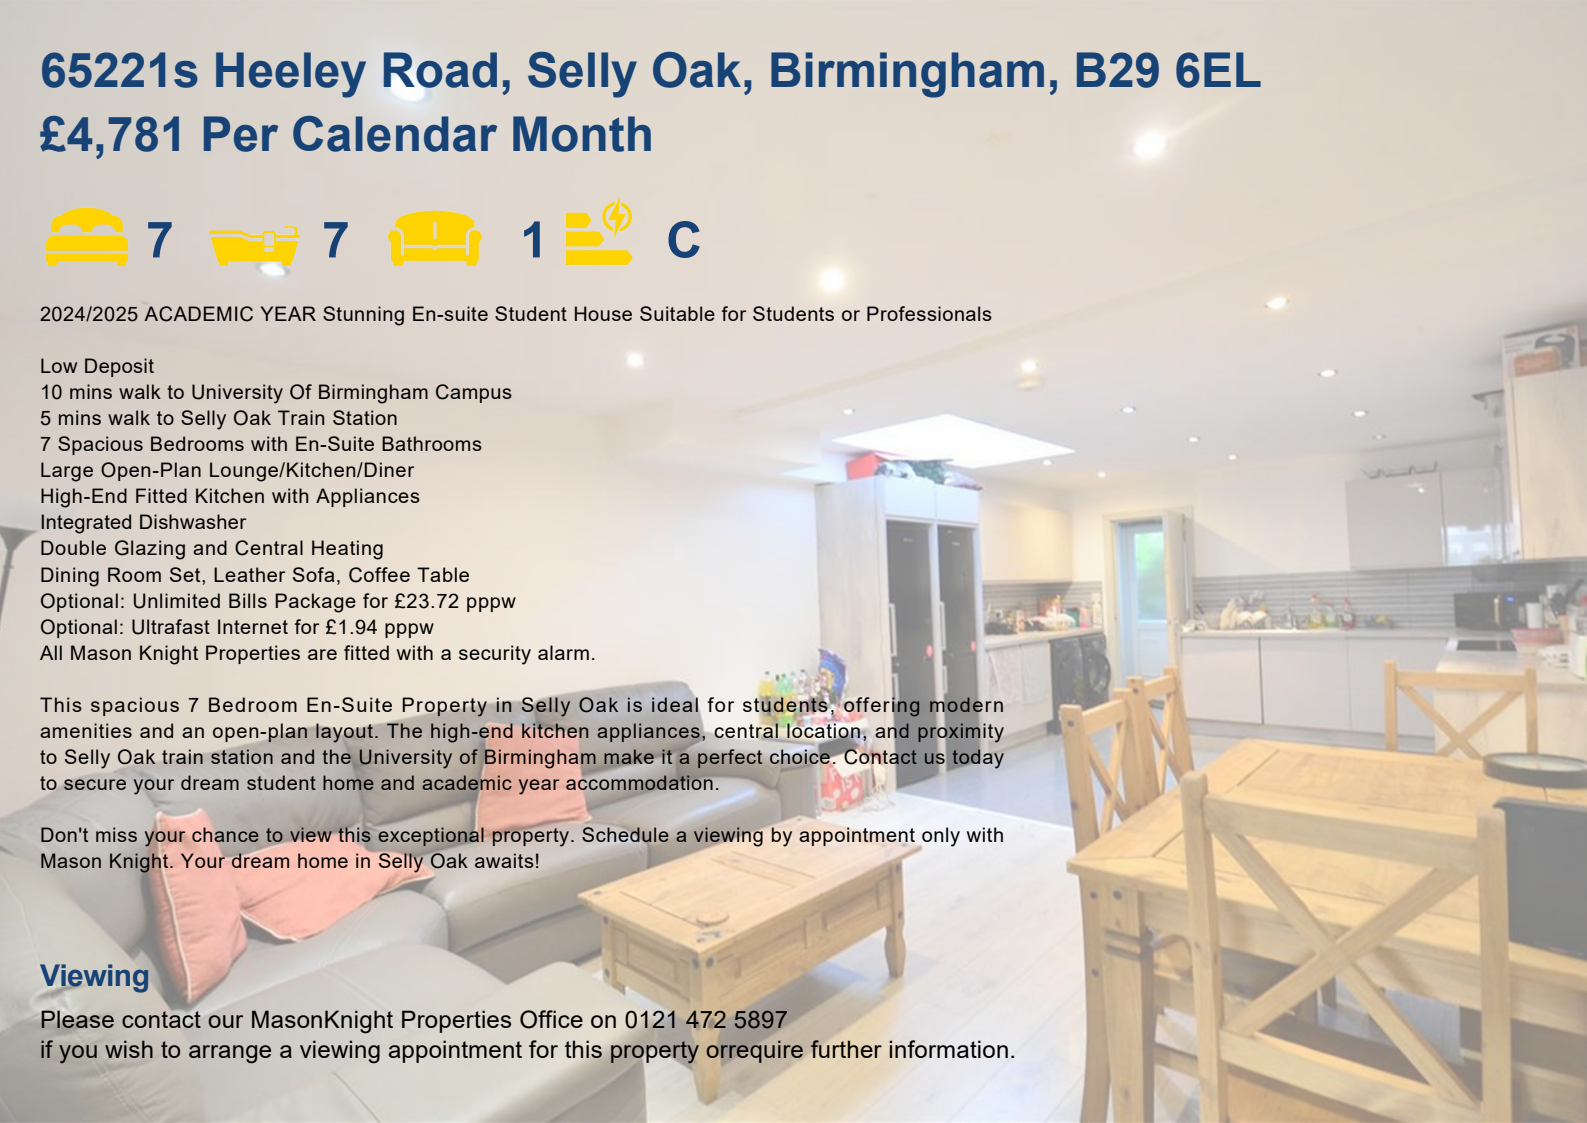 65221s Heeley Road, Selly Oak, Birmingham, B29 6EL
£4,781 Per Calendar Month
7 7 1 C
2024/2025 ACADEMIC YEAR Stunning En-suite Student House Suitable for Students or Professionals
Low Deposit
10 mins walk to University Of Birmingham Campus
5 mins walk to Selly Oak Train Station
7 Spacious Bedrooms with En-Suite Bathrooms
Large Open-Plan Lounge/Kitchen/Diner
High-End Fitted Kitchen with Appliances
Integrated Dishwasher
Double Glazing and Central Heating
Dining Room Set, Leather Sofa, Coffee Table
Optional: Unlimited Bills Package for £23.72 pppw
Optional: Ultrafast Internet for £1.94 pppw
All Mason Knight Properties are fitted with a security alarm.
This spacious 7 Bedroom En-Suite Property in Selly Oak is ideal for students, offering modern
amenities and an open-plan layout. The high-end kitchen appliances, central location, and proximity
to Selly Oak train station and the University of Birmingham make it a perfect choice. Contact us today
to secure your dream student home and academic year accommodation.
Don't miss your chance to view this exceptional property. Schedule a viewing by appointment only with
Mason Knight. Your dream home in Selly Oak awaits!
Viewing
Please contact our MasonKnight Properties Office on 0121 472 5897
if you wish to arrange a viewing appointment for this property orrequire further information.